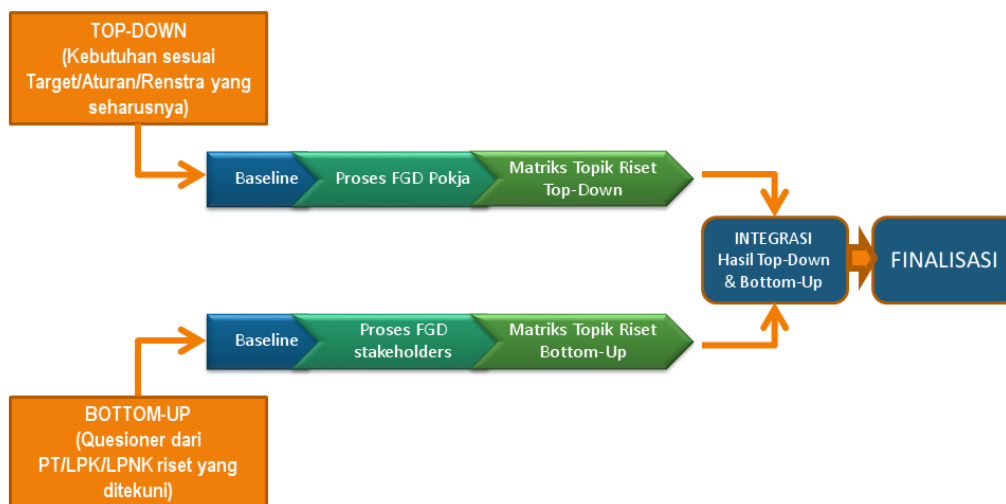 TOP-DOWN
(Kebutuhan sesuai
Target/Aturan/Renstra yang
seharusnya)
Baseline
Proses FGD Pokja
Matriks Topik Riset
Top-Down
INTEGRASI
Hasil Top-Down
& Bottom-Up
FINALISASI
Baseline
Proses FGD
stakeholders
Matriks Topik Riset
Bottom-Up
BOTTOM-UP
(Quesioner dari
PT/LPK/LPNK riset yang
ditekuni)